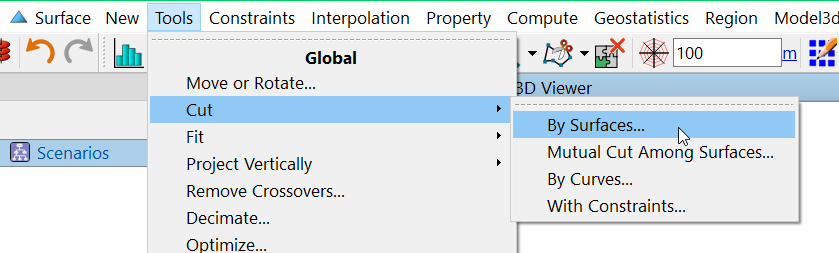 Surface New Tools Constraints Interpolation Property Compute Geostatistics Region Model3d
100 m
Global
Move or Rotate...
3D Viewer
Cut
By Surfaces...
Fit
Mutual Cut Among Surfaces...
Scenarios
Project Vertically
By Curves...
Remove Crossovers...
With Constraints...
Decimate...
Optimize...